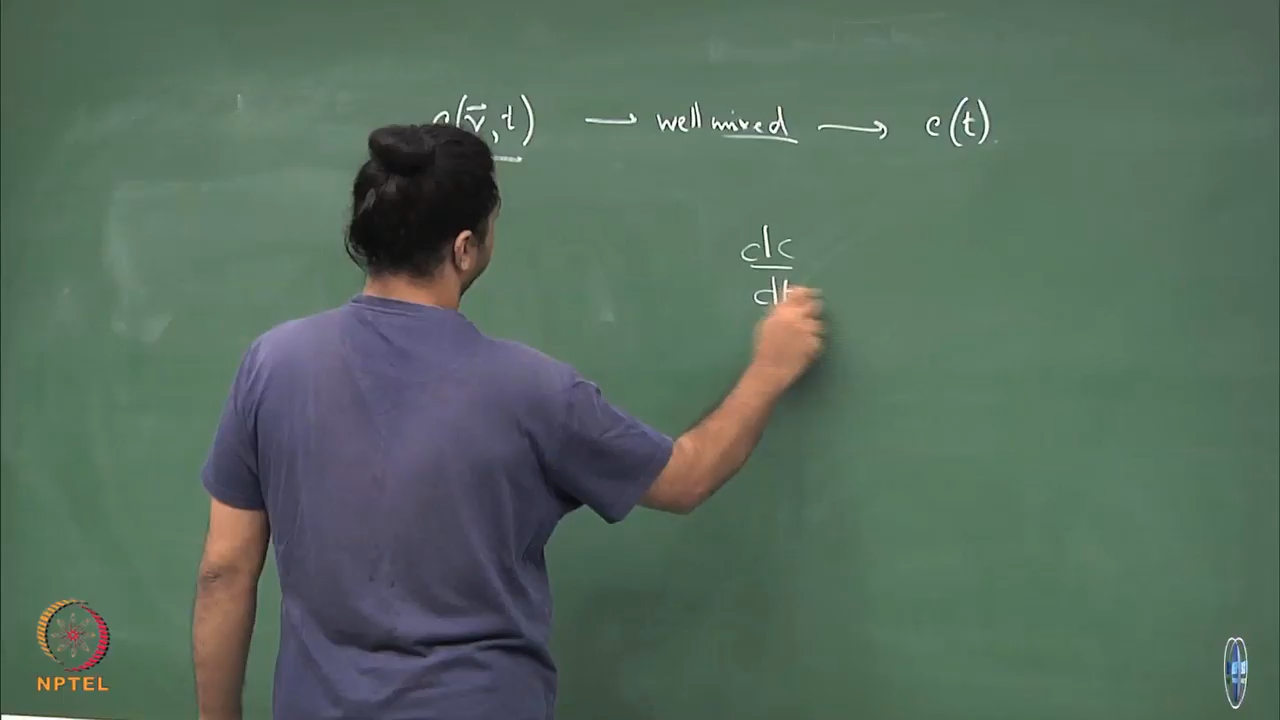 c(r⃗, t) → well mixed → c(t).
dc
dt
NPTEL